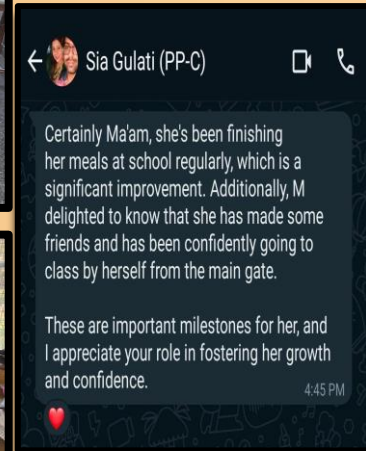 Sia Gulati (PP-C)
Certainly Ma'am, she's been finishing
her meals at school regularly, which is a
significant improvement. Additionally, M
delighted to know that she has made some
friends and has been confidently going to
class by herself from the main gate.
These are important milestones for her, and
I appreciate your role in fostering her growth
and confidence.
4:45 PM